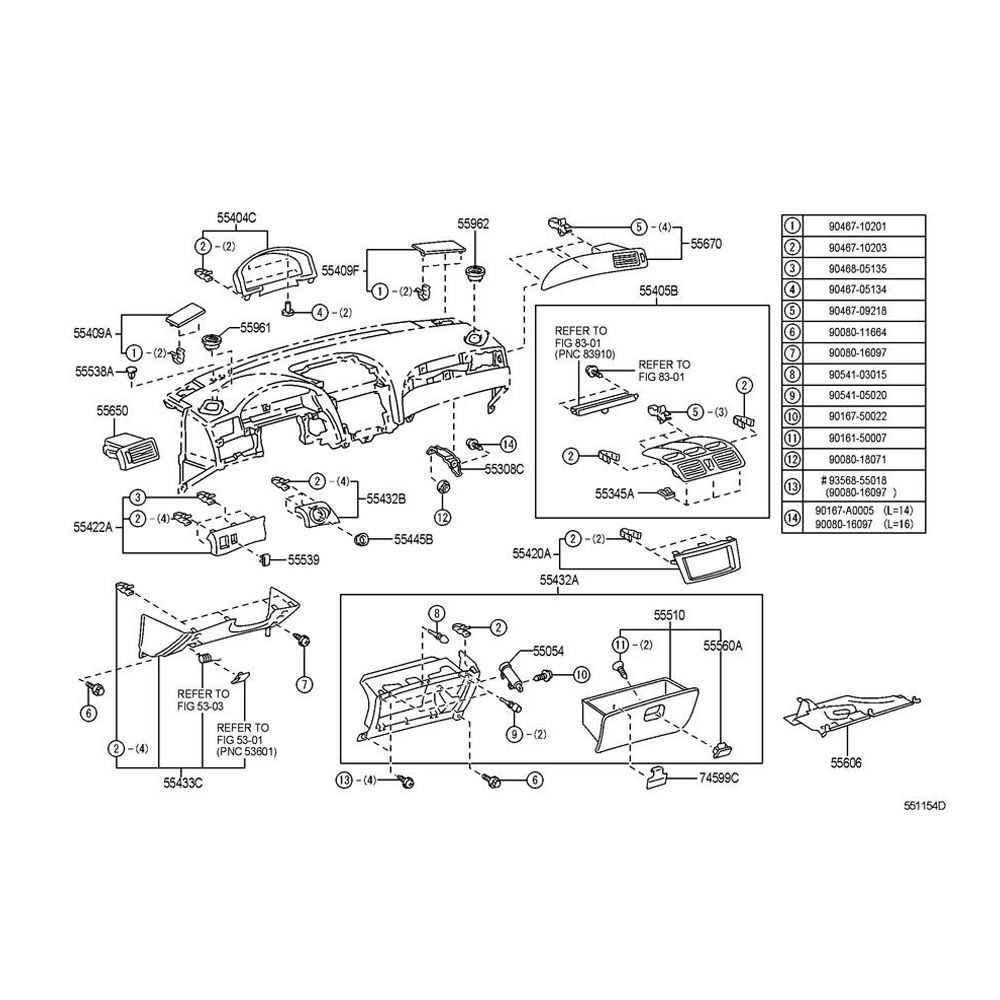 55404C
2 -(2)
4 -(2)
55409F
1 -(2)
55962
5 -(4)
55670
55409A
1 -(2)
55961
55538A
55650
55405B
REFER TO
FIG 83-01
(PNC 83910)
REFER TO
FIG 83-01
2
5 -(3)
2
55345A
14
55308C
12
3
2 -(4)
55422A
55539
2 -(4)
55432B
55445B
2 -(2)
55420A
55432A
7
6
REFER TO
FIG 53-03
REFER TO
FIG 53-01
(PNC 53601)
2 -(4)
55433C
8
2
55054
10
9 -(2)
13 -(4)
6
55510
11 -(2)
55560A
74599C
55606
1 90467-10201
2 90467-10203
3 90468-05135
4 90467-05134
5 90467-09218
6 90080-11664
7 90080-16097
8 90541-03015
9 90541-05020
10 90167-50022
11 90161-50007
12 90080-18071
13 #93568-55018
(90080-16097 )
14 90167-A0005 (L=14)
90080-16097 (L=16)
551154D